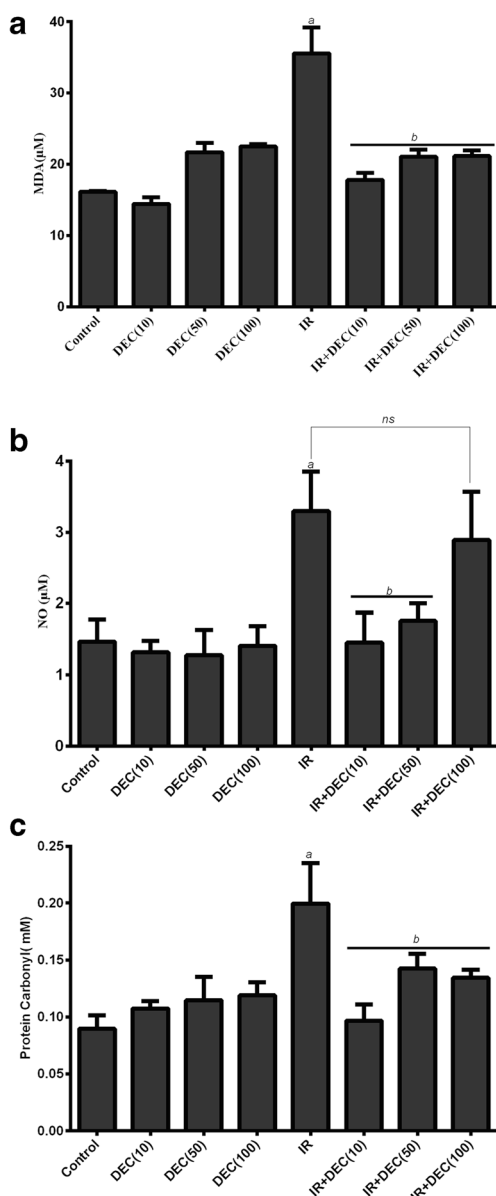 a
MDA(µM)
40
30
20
10
0
a
b
Control
DEC(10)
DEC(50)
DEC(100)
IR
IR+DEC(10)
IR+DEC(50)
IR+DEC(100)
b
NO (µM)
4
3
2
1
0
ns
a
b
Control
DEC(10)
DEC(50)
DEC(100)
IR
IR+DEC(10)
IR+DEC(50)
IR+DEC(100)
c
Protein Carbonyl( mM)
0.25
0.20
0.15
0.10
0.05
0.00
a
b
Control
DEC(10)
DEC(50)
DEC(100)
IR
IR+DEC(10)
IR+DEC(50)
IR+DEC(100)